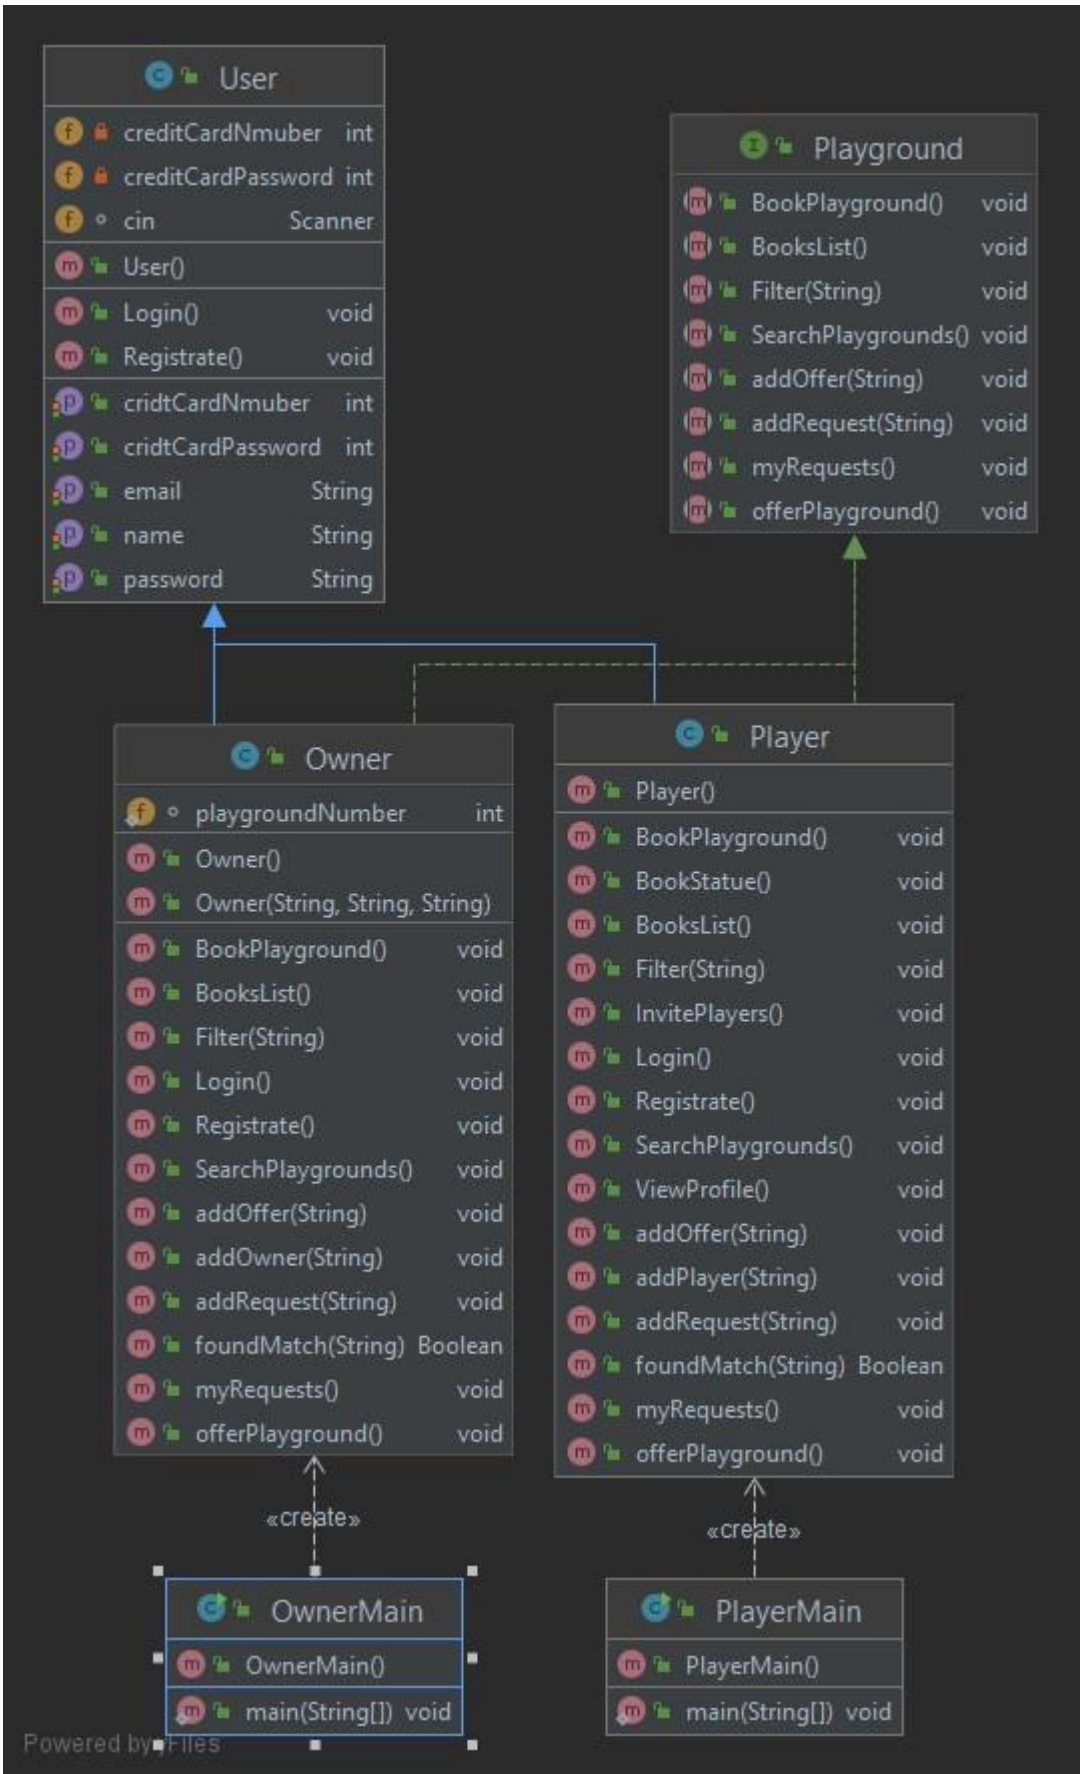 User
creditCardNmuber int
creditCardPassword int
cin Scanner
User()
Login() void
Registrate() void
cridtCardNmuber int
cridtCardPassword int
email String
name String
password String
Playground
BookPlayground() void
BooksList() void
Filter(String) void
SearchPlaygrounds() void
addOffer(String) void
addRequest(String) void
myRequests() void
offerPlayground() void
Owner
playgroundNumber int
Owner()
Owner(String, String, String)
BookPlayground() void
BooksList() void
Filter(String) void
Login() void
Registrate() void
SearchPlaygrounds() void
addOffer(String) void
addOwner(String) void
addRequest(String) void
foundMatch(String) Boolean
myRequests() void
offerPlayground() void
Player
Player()
BookPlayground() void
BookStatue() void
BooksList() void
Filter(String) void
InvitePlayers() void
Login() void
Registrate() void
SearchPlaygrounds() void
ViewProfile() void
addOffer(String) void
addPlayer(String) void
addRequest(String) void
foundMatch(String) Boolean
myRequests() void
offerPlayground() void
«create»
«create»
OwnerMain
OwnerMain()
main(String[]) void
PlayerMain
PlayerMain()
main(String[]) void
Powered by yFiles